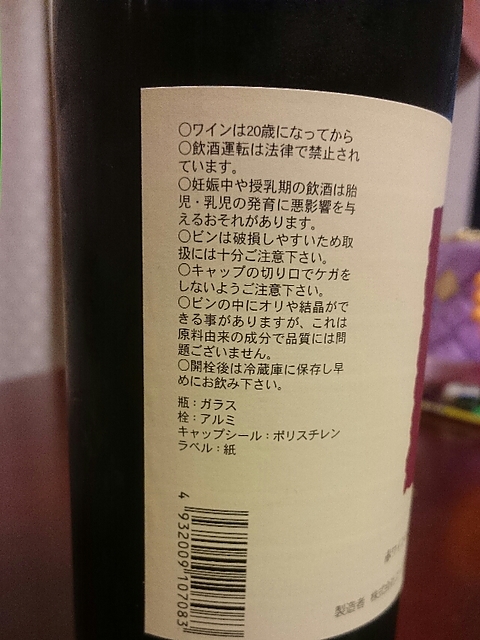 ○ワインは20歳になってから
○飲酒運転は法律で禁止され
ています。
○妊娠中や授乳期の飲酒は胎
児・乳児の発育に悪影響を与
えるおそれがあります。
○ビンは破損しやすいため取
扱には十分ご注意下さい。
○キャップの切り口でケガを
しないようご注意下さい。
○ビンの中にオリや結晶がで
きる事がありますが、これは
原料由来の成分で品質には問
題ございません。
○開栓後は冷蔵庫に保存し早
めにお飲み下さい。
瓶：ガラス
栓：アルミ
キャップシール：ポリスチレン
ラベル：紙
4932009107083
製造者 株式会社